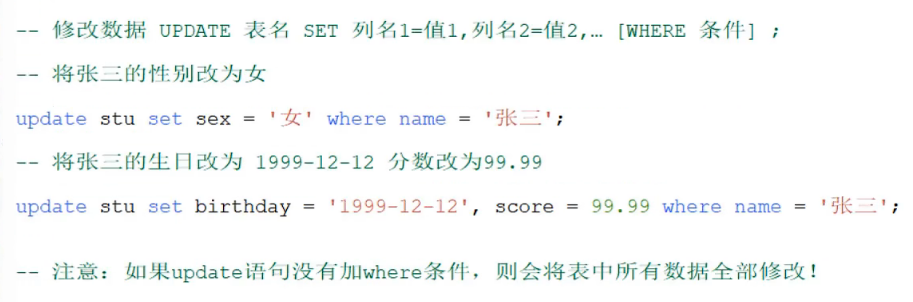 -- 修改数据 UPDATE 表名 SET 列名1=值1,列名2=值2,… [WHERE 条件] ;
-- 将张三的性别改为女
update stu set sex = '女' where name = '张三';
-- 将张三的生日改为 1999-12-12 分数改为99.99
update stu set birthday = '1999-12-12', score = 99.99 where name = '张三';
-- 注意：如果update语句没有加where条件，则会将表中所有数据全部修改！